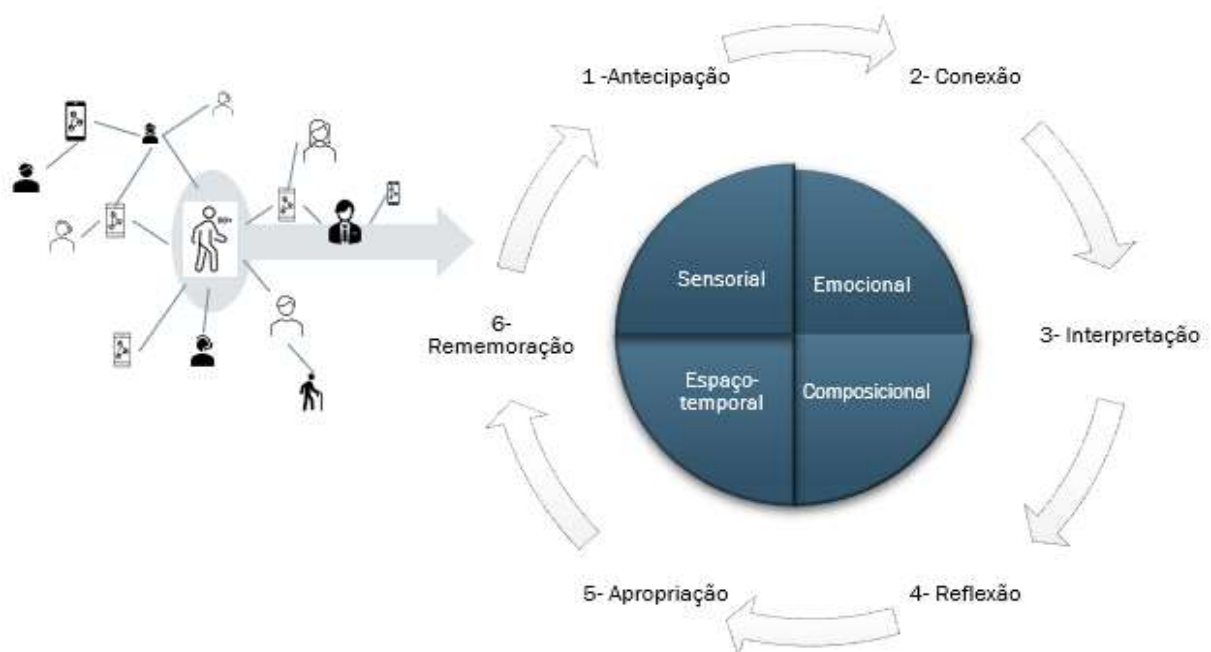 1 -Antecipação
2- Conexão
3- Interpretação
4- Reflexão
5- Apropriação
6-
Rememoração
Sensorial
Emocional
Espaço-
temporal
Composicional